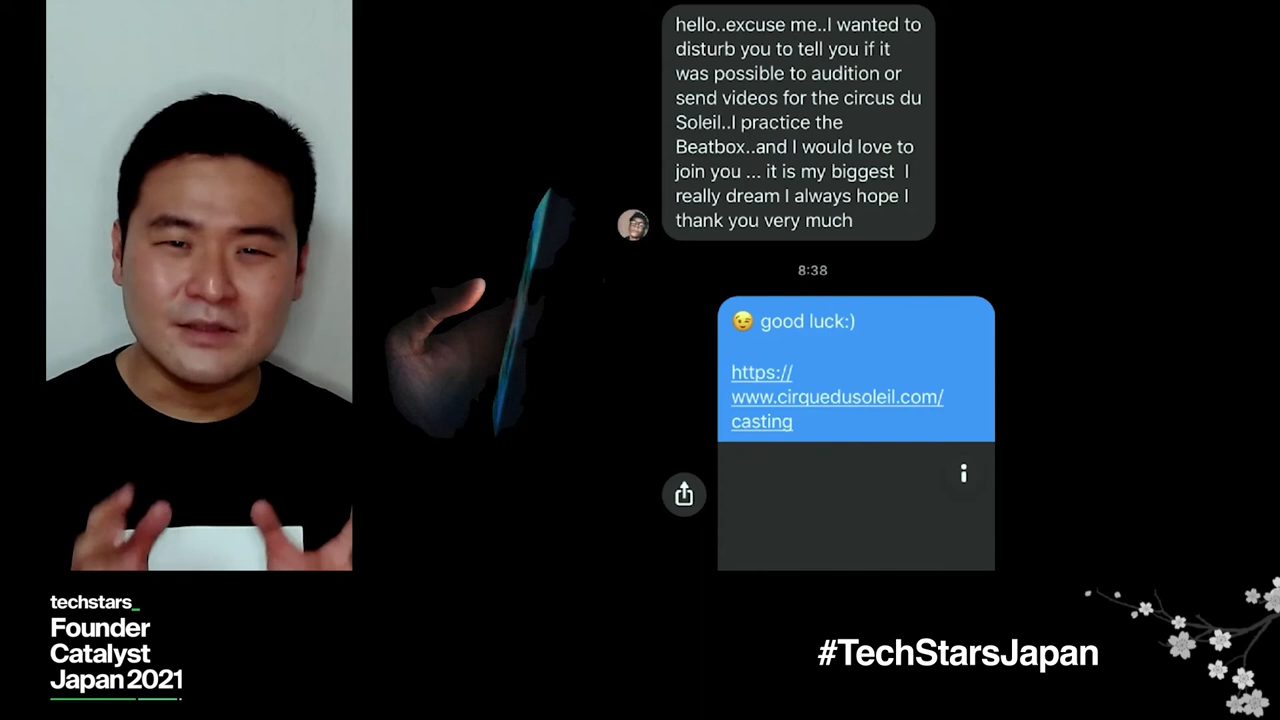 hello..excuse me..I wanted to
disturb you to tell you if it
was possible to audition or
send videos for the circus du
Soleil..I practice the
Beatbox..and I would love to
join you ... it is my biggest I
really dream I always hope I
thank you very much
8:38
😉 good luck:)
https://
www.cirquedusoleil.com/
casting
techstars_
Founder
Catalyst
Japan 2021
#TechStarsJapan